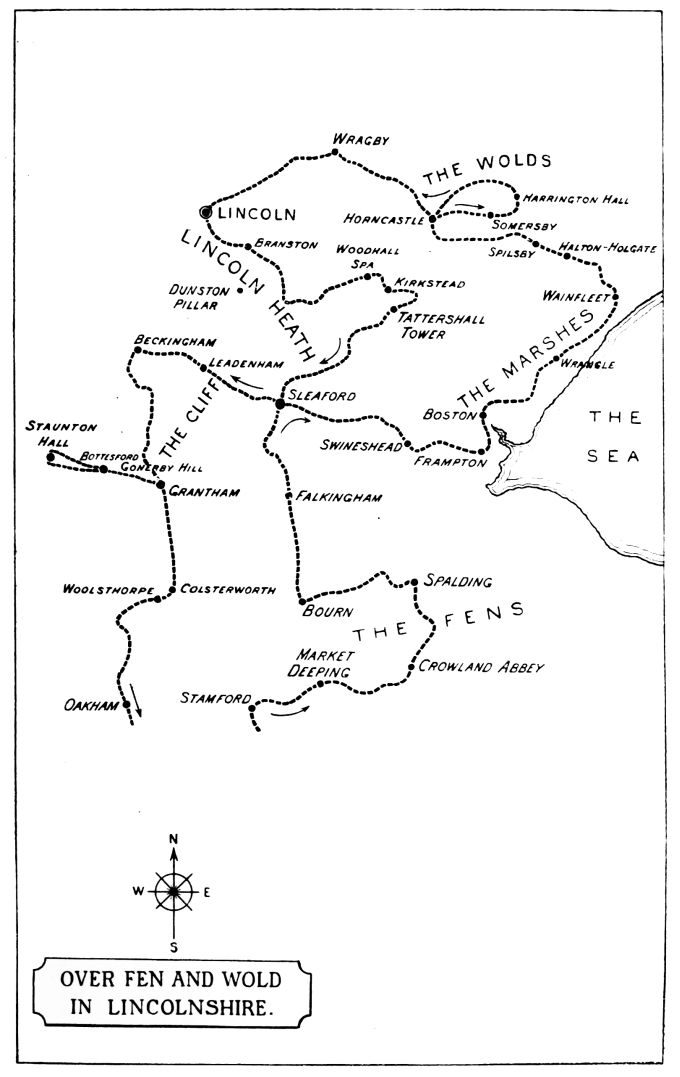 WRAGBY
THE WOLDS
HARRINGTON HALL
LINCOLN
HORNCASTLE
SOMERSBY
BRANSTON
WOODHALL
SPA
SPILSBY
HALTON-HOLGATE
LINCOLN HEATH
DUNSTON
PILLAR
KIRKSTEAD
WAINFLEET
TATTERSHALL
TOWER
BECKINGHAM
LEADENHAM
THE MARSHES
WRANGLE
THE CLIFF
SLEAFORD
BOSTON
THE
SEA
STAUNTON
HALL
BOTTESFORD
GONERBY HILL
SWINESHEAD
FRAMPTON
GRANTHAM
FALKINGHAM
WOOLSTHORPE
COLSTERWORTH
SPALDING
BOURN
THE FENS
MARKET
DEEPING
CROWLAND ABBEY
OAKHAM
STAMFORD
N
W
E
S
OVER FEN AND WOLD
IN LINCOLNSHIRE.